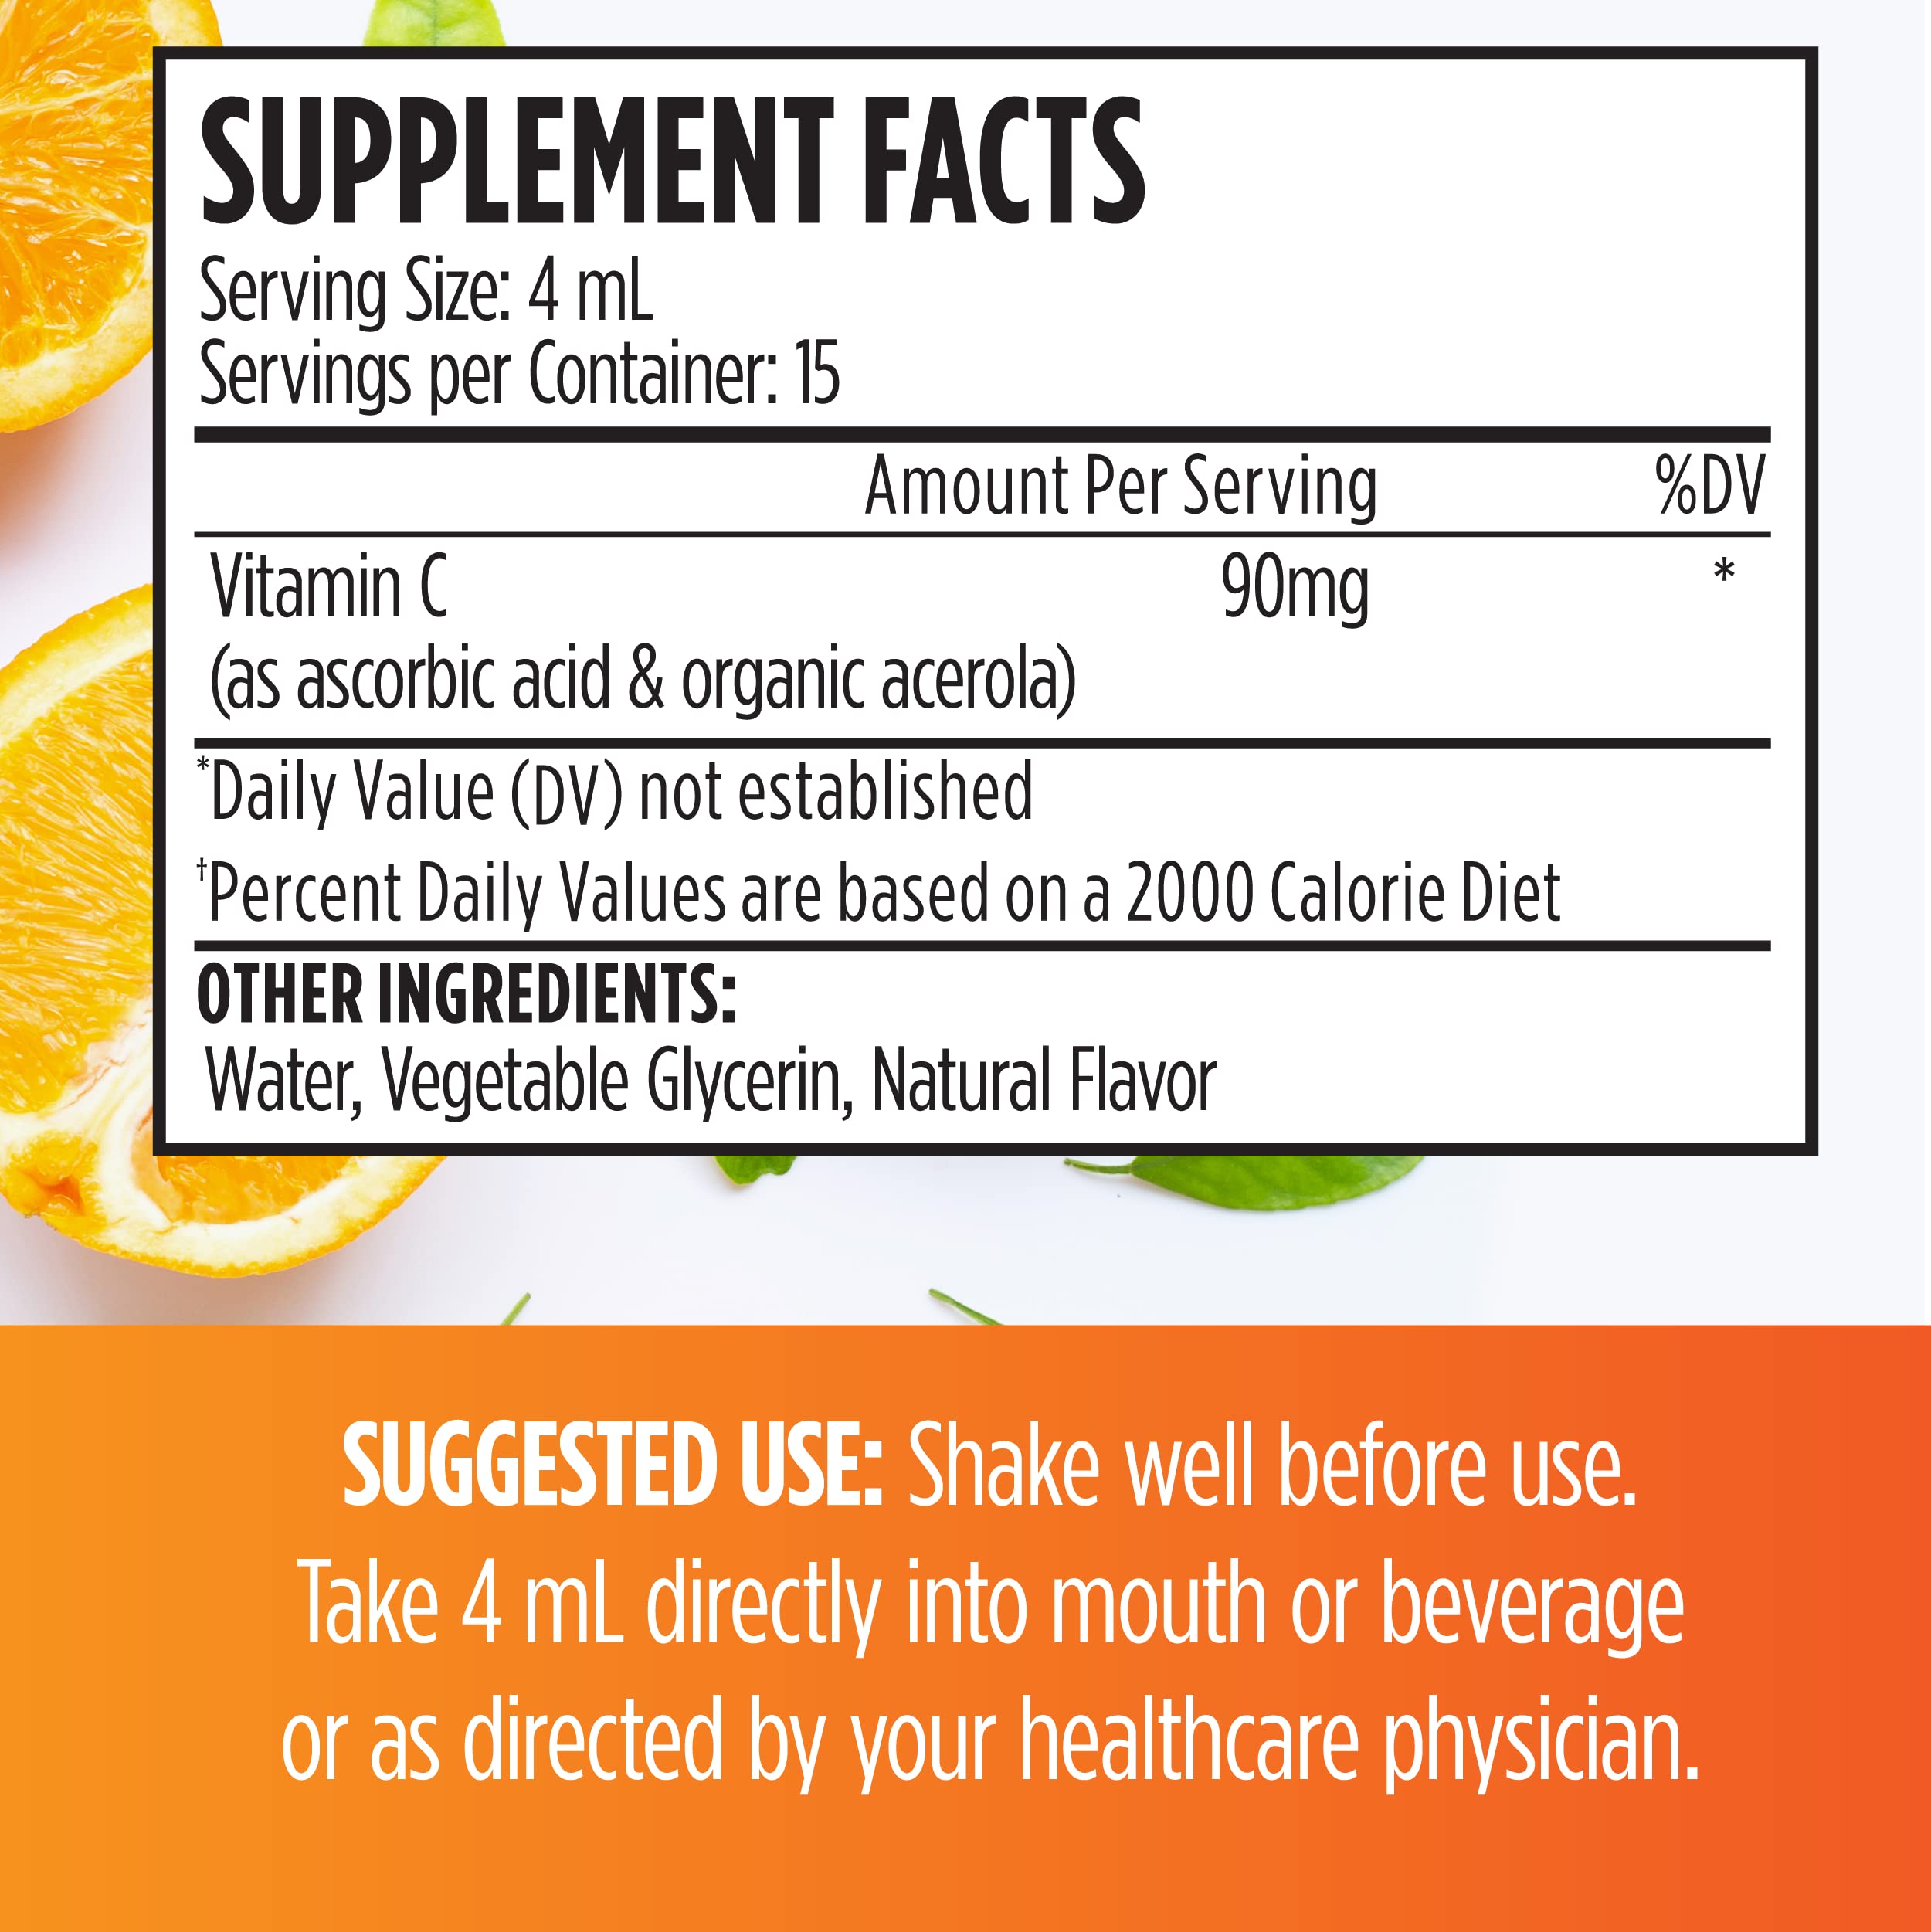 SUPPLEMENT FACTS
Serving Size: 4 mL
Servings per Container: 15
Amount Per Serving %DV
Vitamin C 90mg *
(as ascorbic acid & organic acerola)
*Daily Value (DV) not established
†Percent Daily Values are based on a 2000 Calorie Diet
OTHER INGREDIENTS:
Water, Vegetable Glycerin, Natural Flavor
SUGGESTED USE: Shake well before use.
Take 4 mL directly into mouth or beverage
or as directed by your healthcare physician.